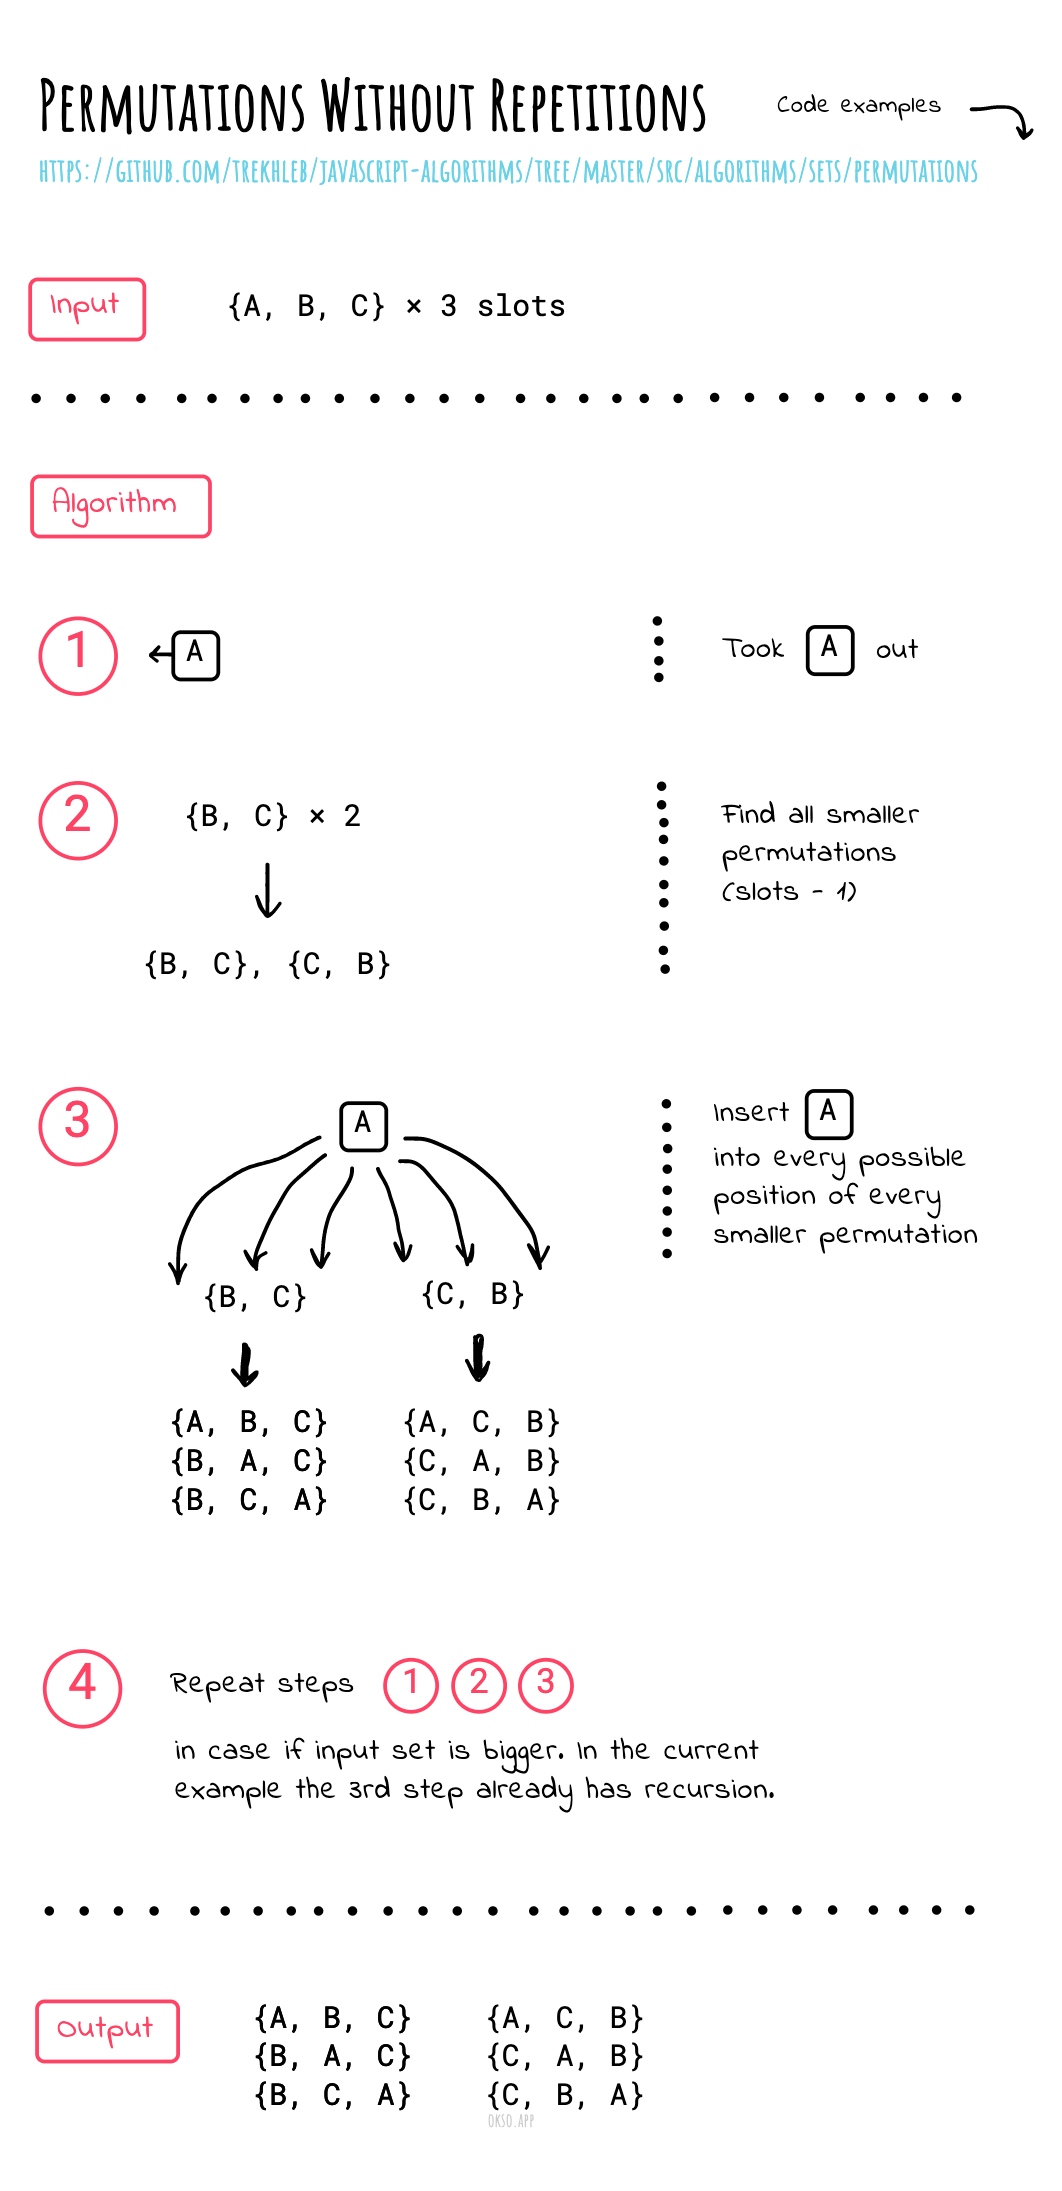 Permutations Without Repetitions
Code examples
https://github.com/trekhleb/javascript-algorithms/tree/master/src/algorithms/sets/permutations
Input
{A, B, C} × 3 slots
Algorithm
1
A
Took A out
2
{B, C} × 2
{B, C}, {C, B}
Find all smaller
permutations
(slots - 1)
3
A
{B, C}
{C, B}
{A, B, C}
{B, A, C}
{B, C, A}
{A, C, B}
{C, A, B}
{C, B, A}
Insert A
into every possible
position of every
smaller permutation
4
Repeat steps 1 2 3
in case if input set is bigger. In the current
example the 3rd step already has recursion.
Output
{A, B, C}
{B, A, C}
{B, C, A}
{A, C, B}
{C, A, B}
{C, B, A}
okso.app